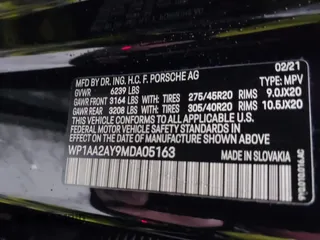 02/21
MFD BY DR. ING. H.C. F. PORSCHE AG TYPE: MPV
GVWR 6239 LBS
GAWR FRONT 3164 LBS WITH TIRES 275/45R20 RIMS 9.0JX20
GAWR REAR 3208 LBS WITH TIRES 305/40R20 RIMS 10.5JX20
THIS VEHICLE CONFORMS TO ALL APPLICABLE U.S.
FEDERAL MOTOR VEHICLE SAFETY STANDARDS IN
EFFECT ON THE DATE OF MANUFACTURE SHOWN ABOVE
WP1AA2AY9MDA05163
MADE IN SLOVAKIA